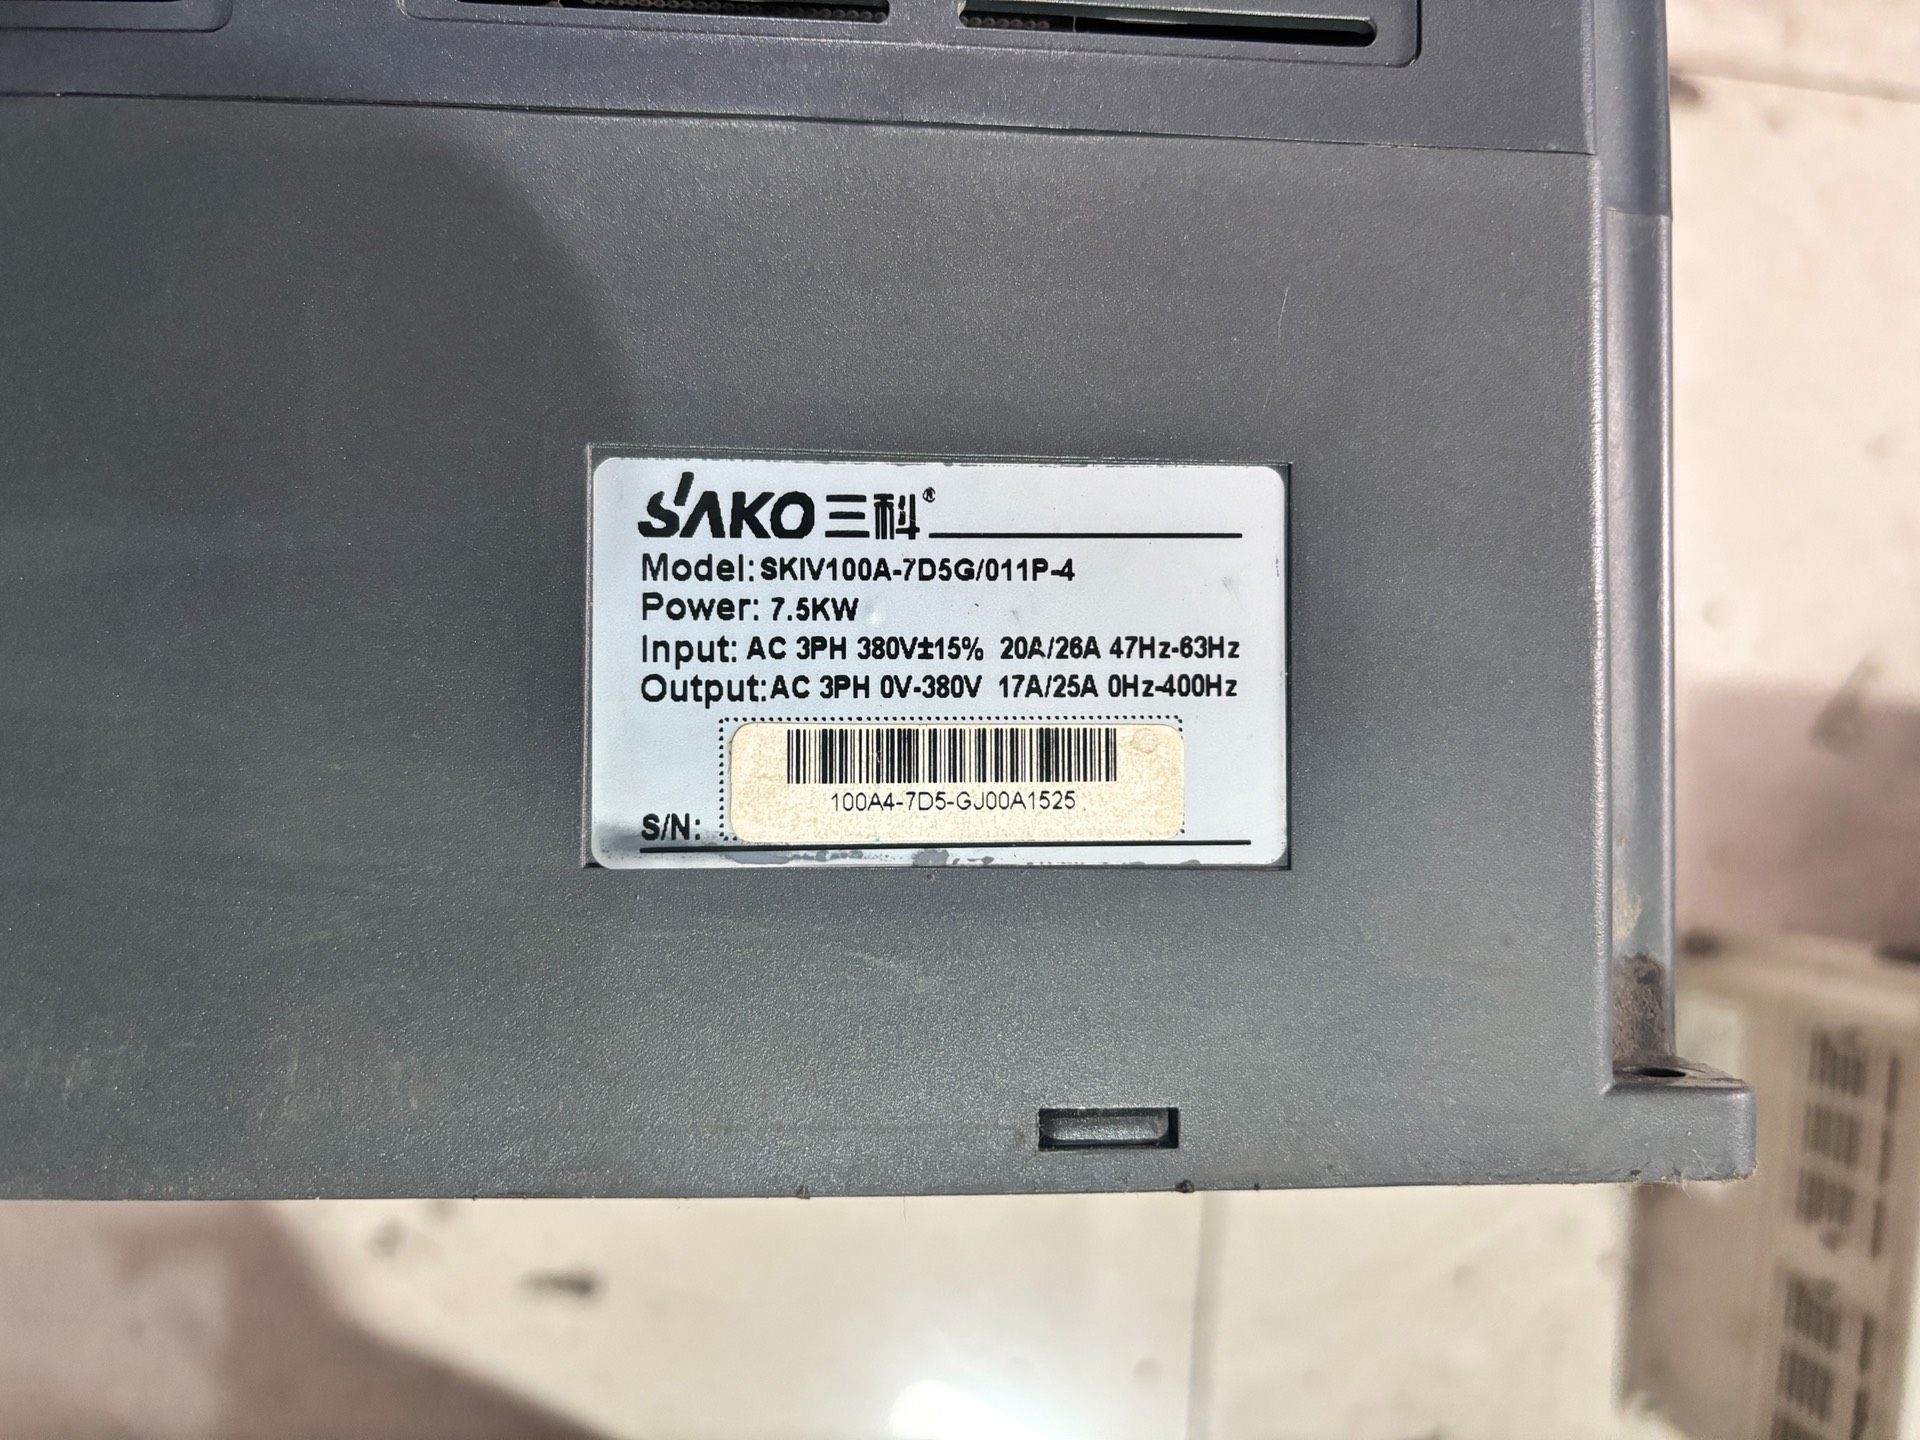 SAKO三科®
Model: SKIV100A-7D5G/011P-4
Power: 7.5KW
Input: AC 3PH 380V±15% 20A/26A 47Hz-63Hz
Output: AC 3PH 0V-380V 17A/25A 0Hz-400Hz
100A4-7D5-GJ00A1525
S/N: